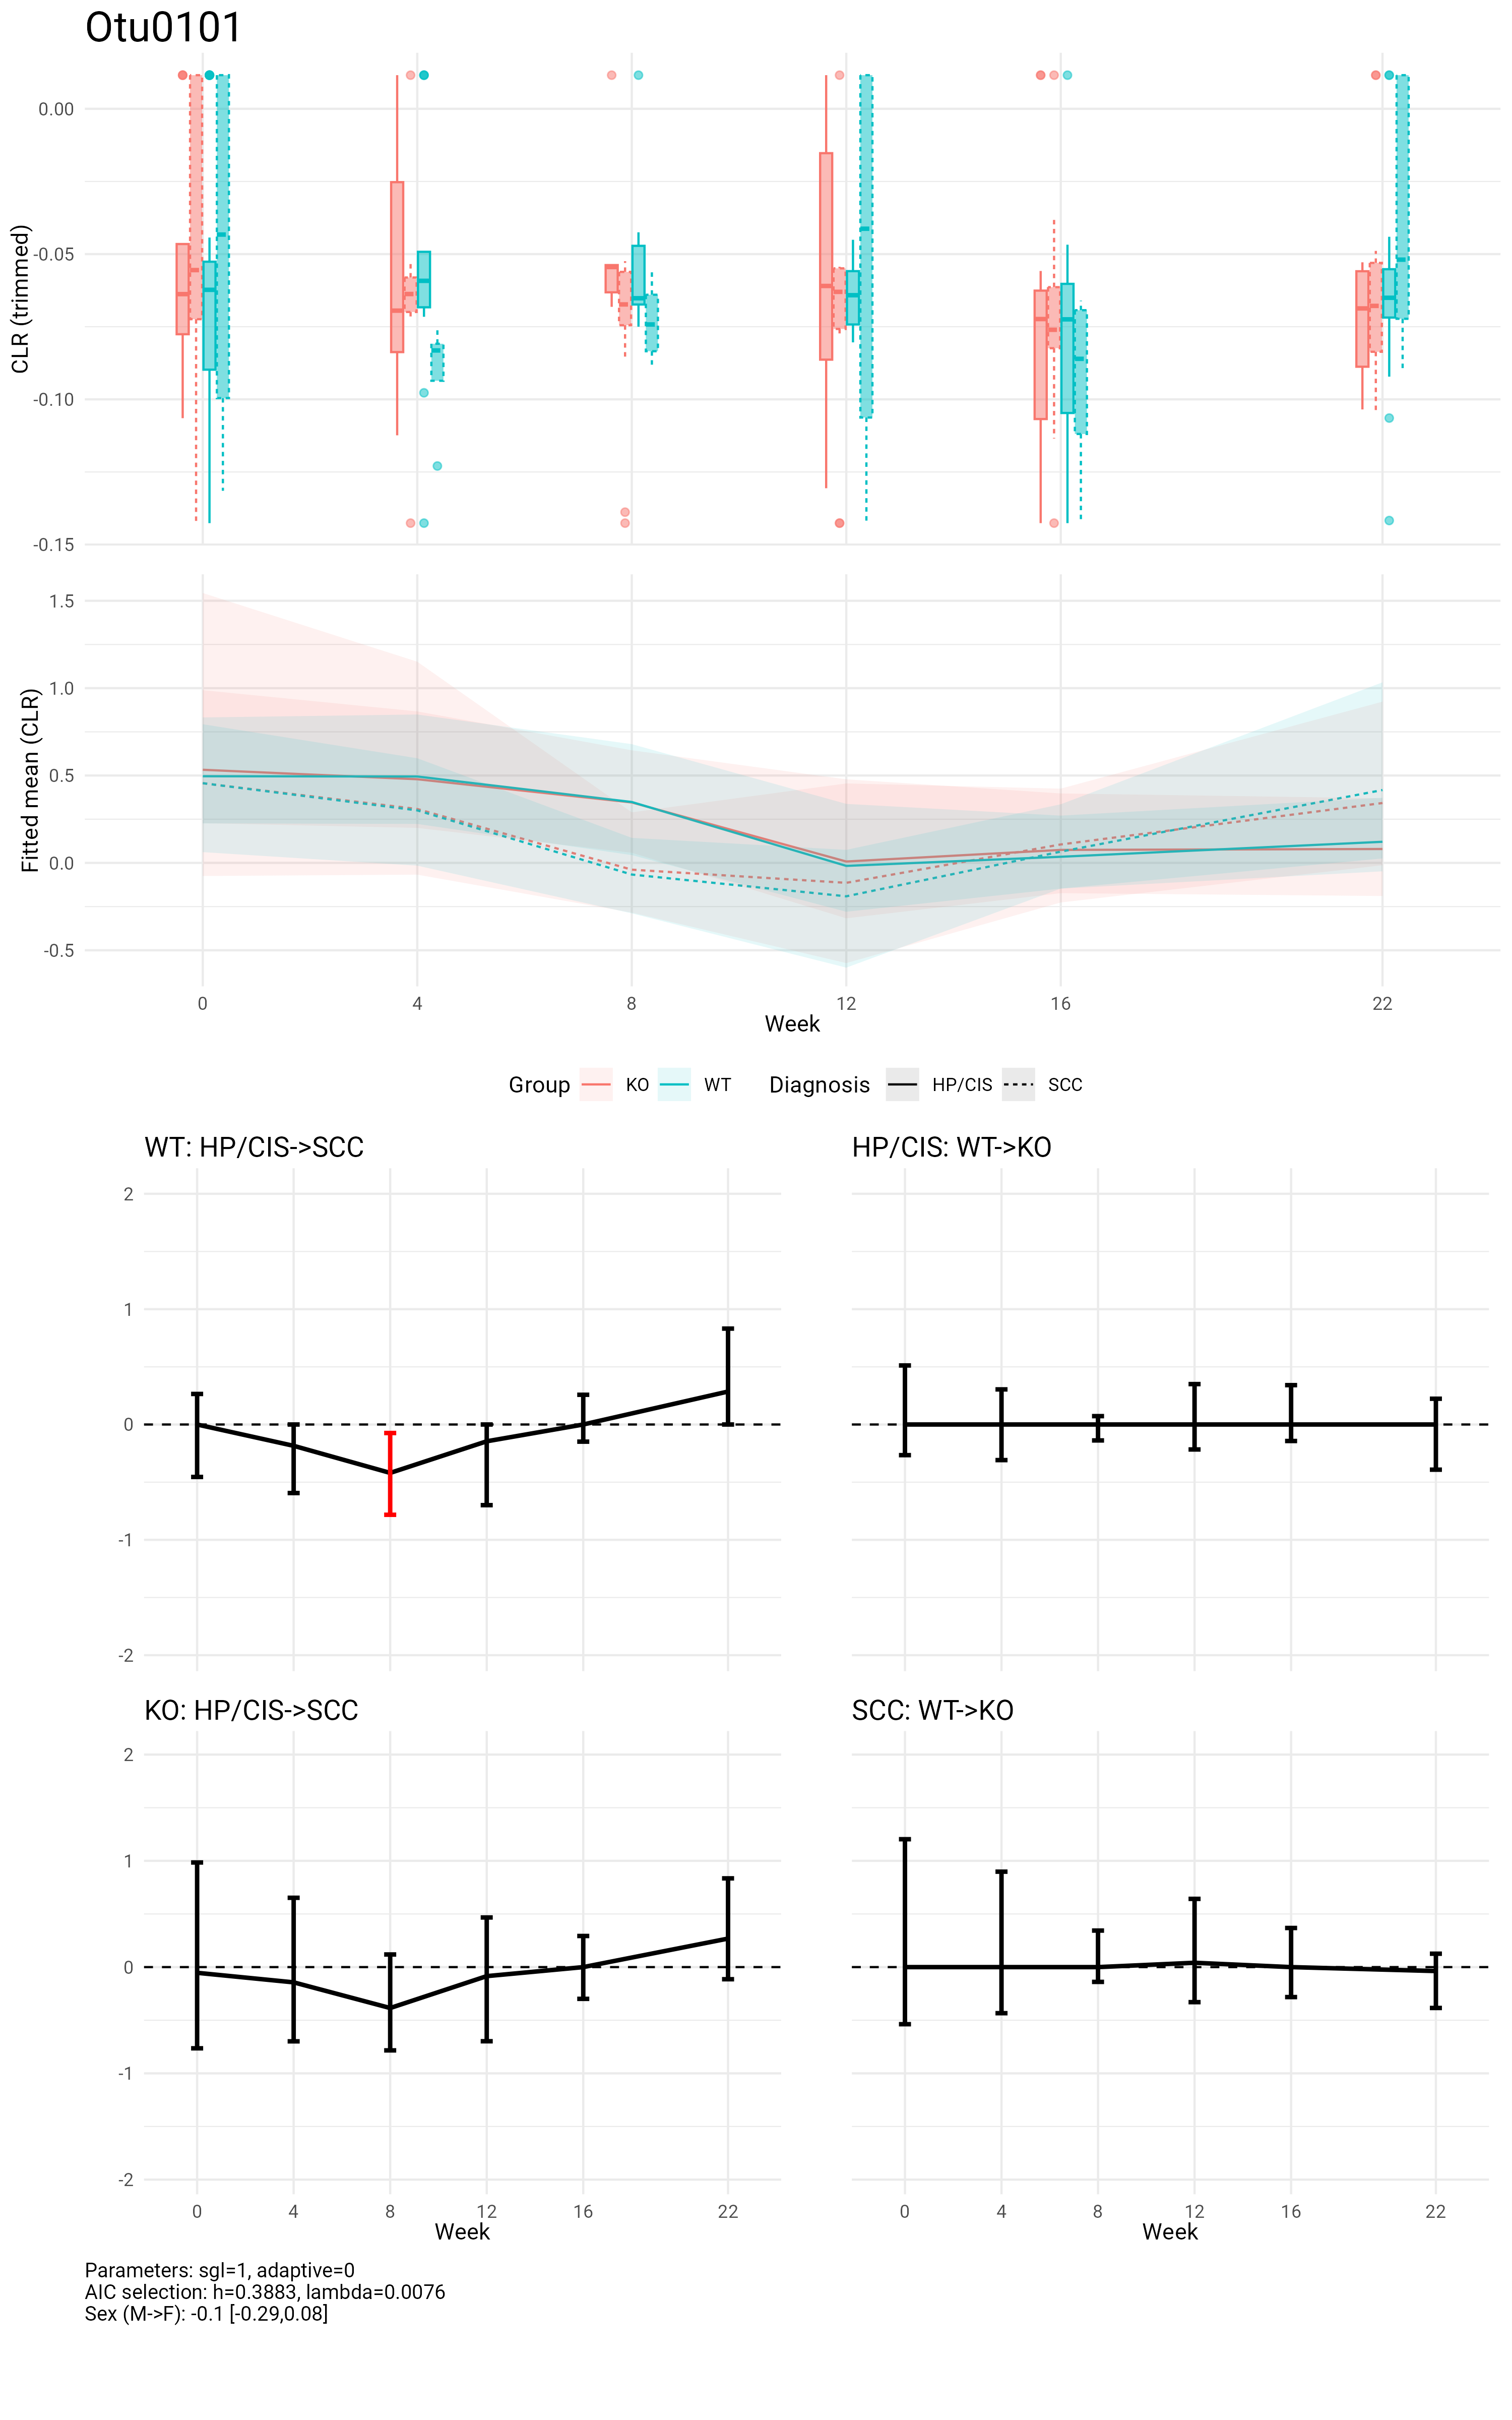 Otu0101
CLR (trimmed)
0.00
-0.05
-0.10
-0.15
Fitted mean (CLR)
1.5
1.0
0.5
0.0
-0.5
0 4 8 12 16 22
Week
Group KO WT Diagnosis HP/CIS SCC
WT: HP/CIS->SCC
2
1
0
-1
-2
HP/CIS: WT->KO
KO: HP/CIS->SCC
2
1
0
-1
-2
0 4 8 12 16 22
Week
SCC: WT->KO
0 4 8 12 16 22
Week
Parameters: sgl=1, adaptive=0
AIC selection: h=0.3883, lambda=0.0076
Sex (M->F): -0.1 [-0.29,0.08]